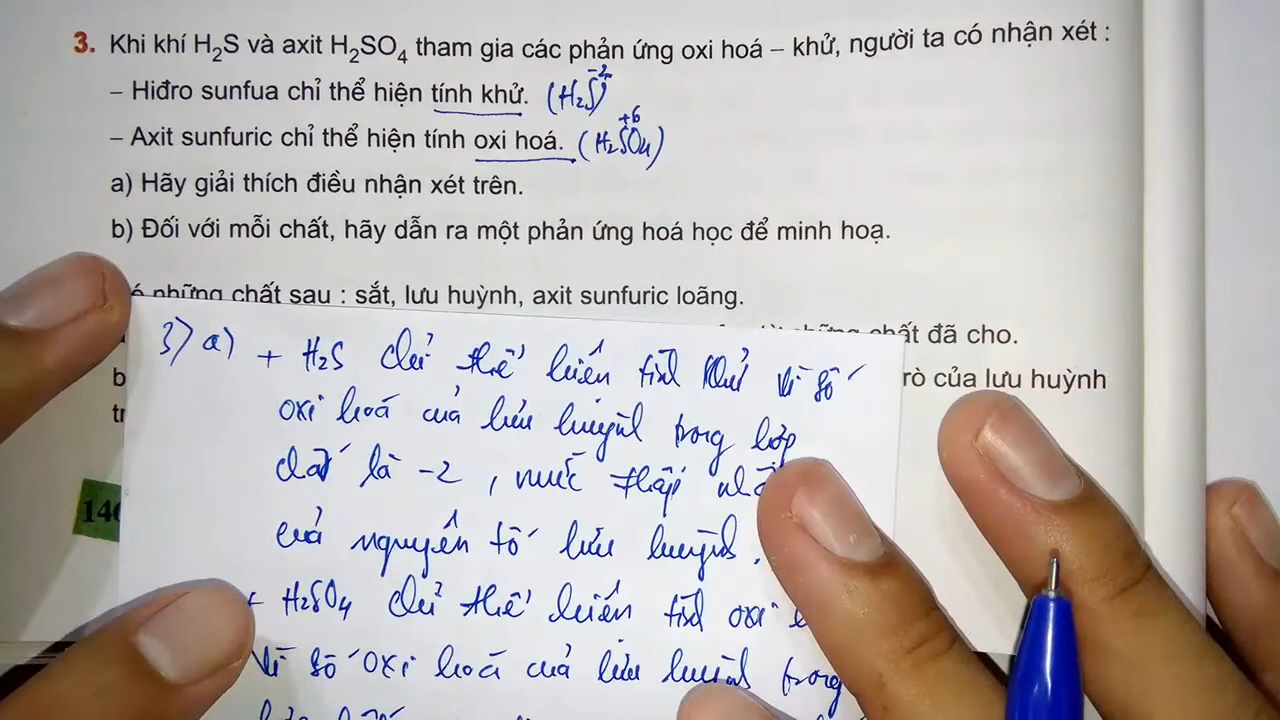 3. Khi khí H₂S và axit H₂SO₄ tham gia các phản ứng oxi hoá – khử, người ta có nhận xét :
– Hiđro sunfua chỉ thể hiện tính khử. (H₂S) -2
– Axit sunfuric chỉ thể hiện tính oxi hoá. (H₂SO₄) +6
a) Hãy giải thích điều nhận xét trên.
b) Đối với mỗi chất, hãy dẫn ra một phản ứng hoá học để minh hoạ.
những chất sau : sắt, lưu huỳnh, axit sunfuric loãng.
chất đã cho.
b
rò của lưu huỳnh
tr
3) a) + H₂S chỉ thể hiện tính khử vì số
oxi hoá của lưu huỳnh trong hợp
chất là -2, mức thấp
của nguyên tố lưu huỳnh.
+ H₂SO₄ chỉ thể hiện tính oxi
vì số oxi hoá của lưu huỳnh trong